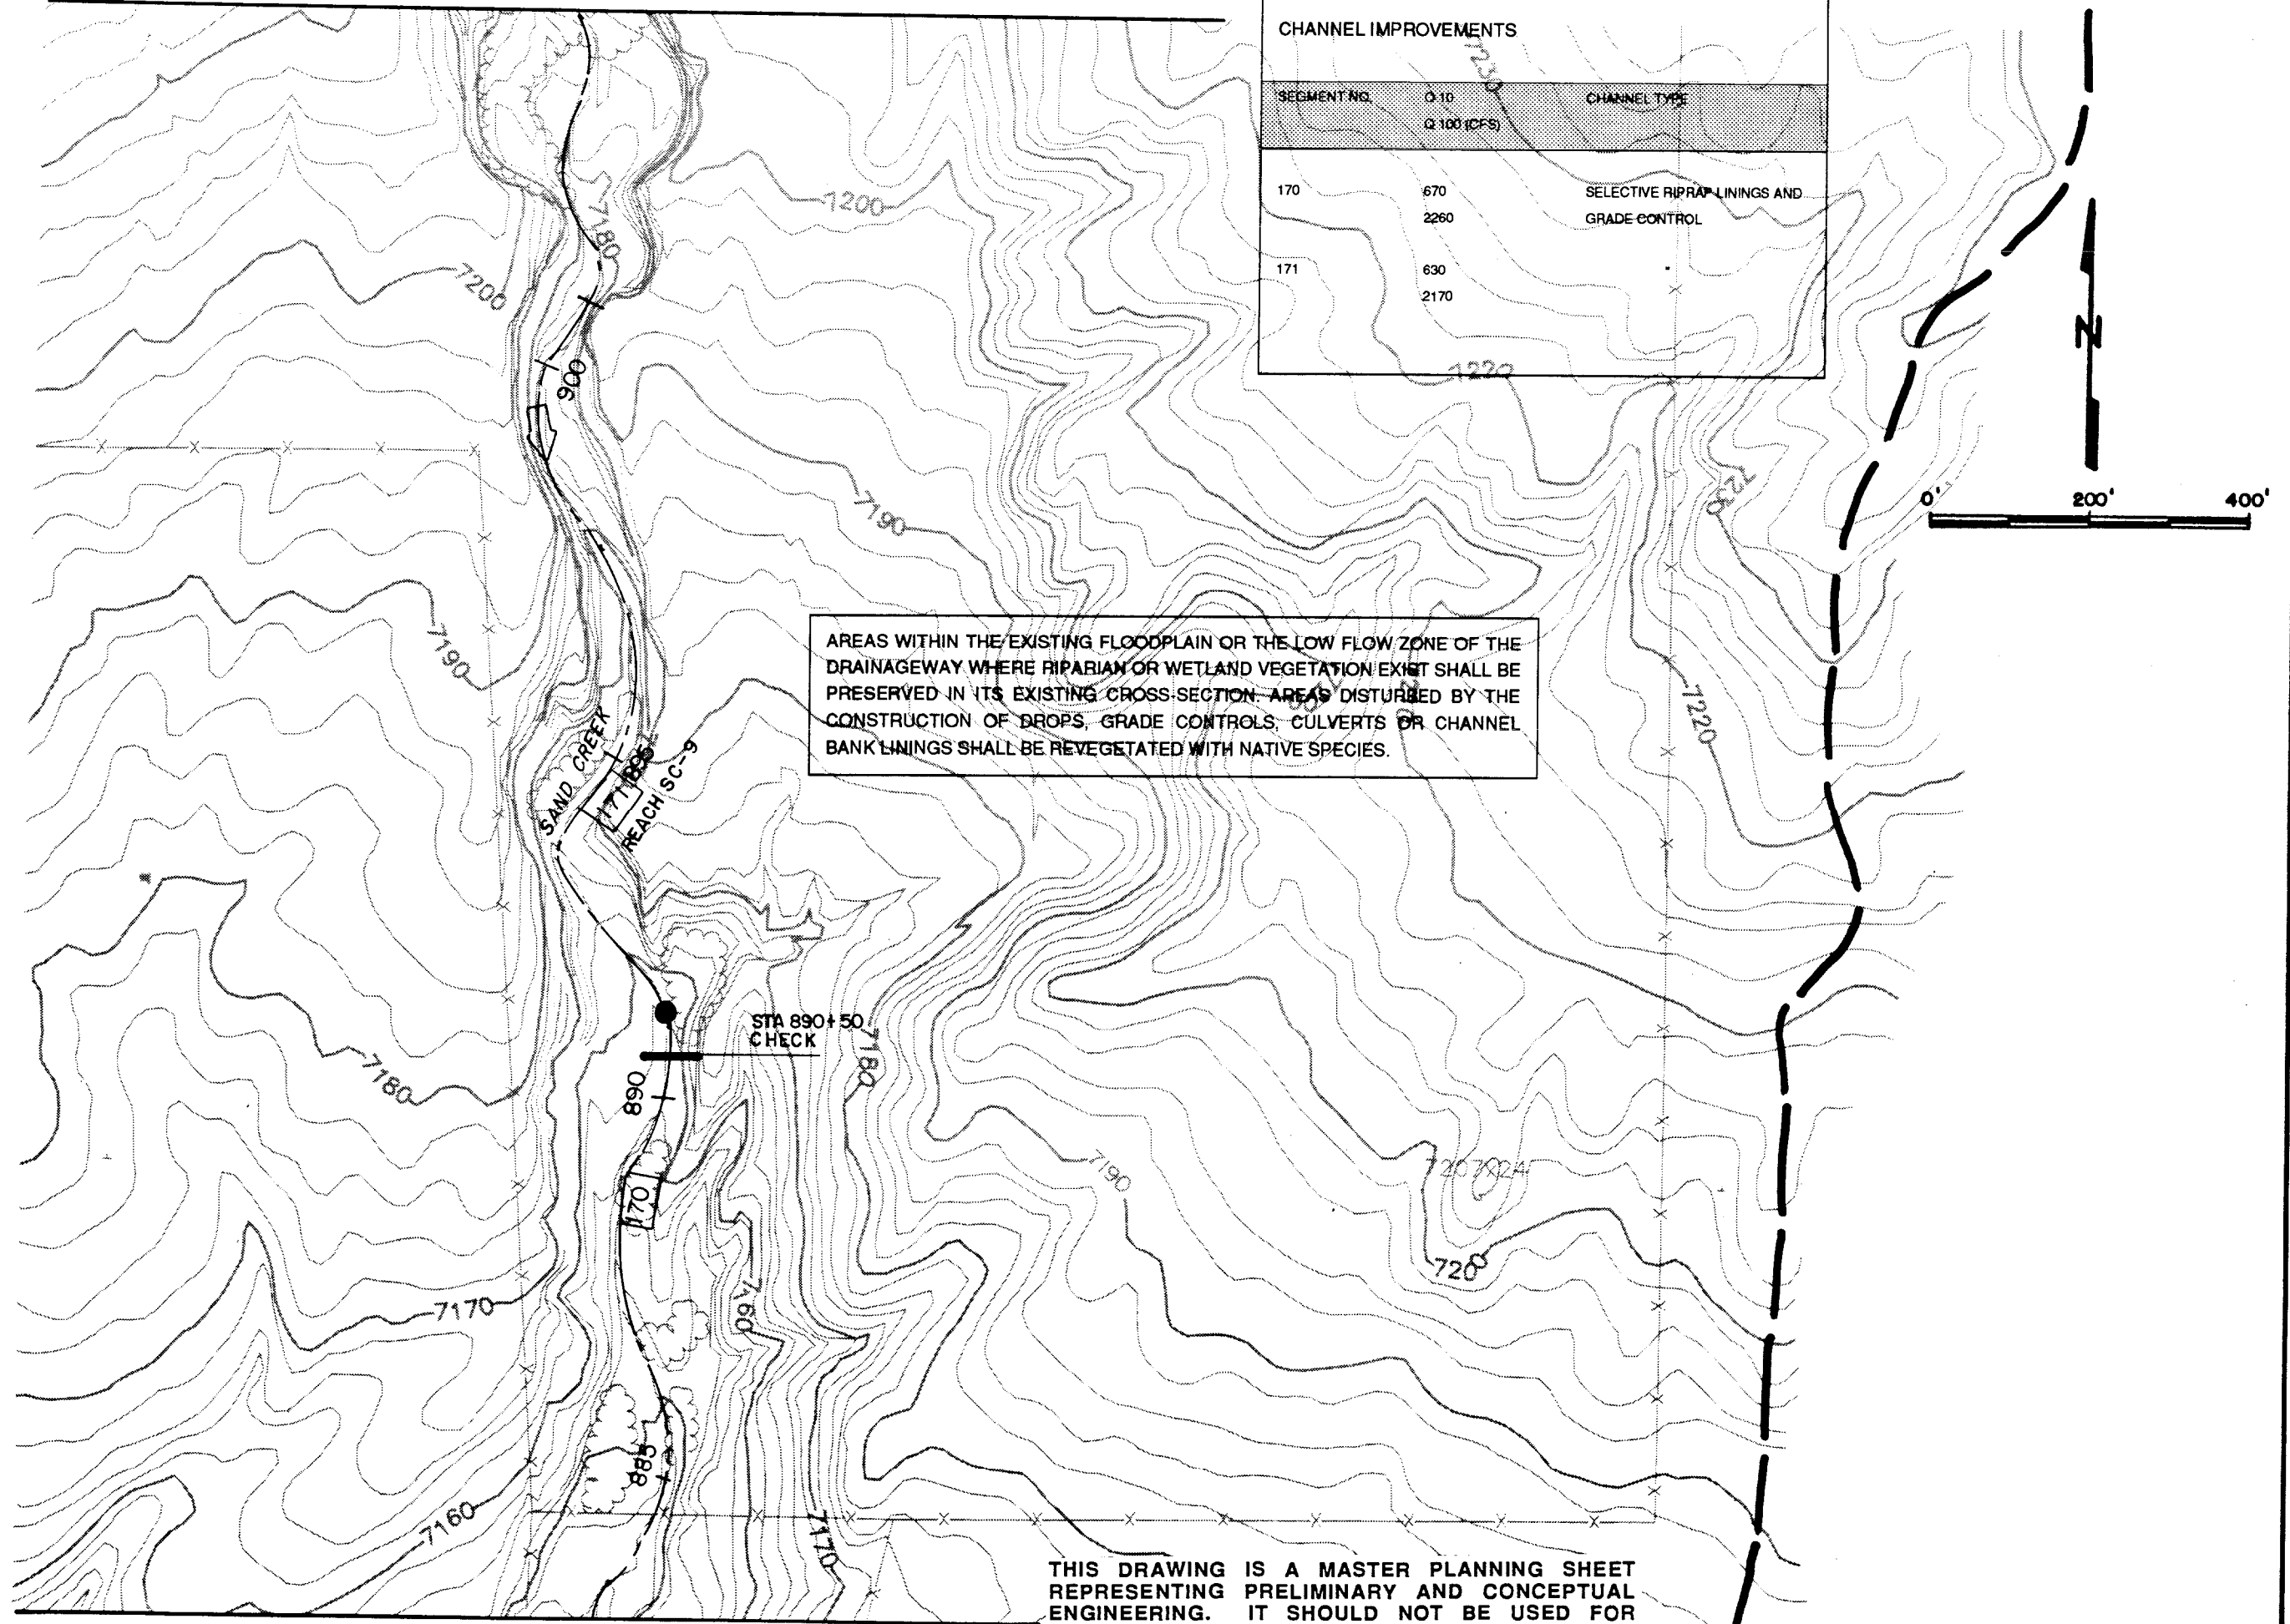 CHANNEL IMPROVEMENTS
SEGMENT NO. Q 10 CHANNEL TYPE
Q 100 (CFS)
170 670 SELECTIVE RIPRAP LININGS AND
2260 GRADE CONTROL
171 630 "
2170
7230
7200
7180
7200
900
7220
N
0' 200' 400'
7190
7230
7190
AREAS WITHIN THE EXISTING FLOODPLAIN OR THE LOW FLOW ZONE OF THE
DRAINAGEWAY WHERE RIPARIAN OR WETLAND VEGETATION EXIST SHALL BE
PRESERVED IN ITS EXISTING CROSS-SECTION. AREAS DISTURBED BY THE
CONSTRUCTION OF DROPS, GRADE CONTROLS, CULVERTS OR CHANNEL
BANK LININGS SHALL BE REVEGETATED WITH NATIVE SPECIES.
7220
SAND CREEK
171
895
REACH SC-9
STA 890+50
CHECK
7180
7180
890
7190
170
7170
7160
7200
885
7160
7170
THIS DRAWING IS A MASTER PLANNING SHEET
REPRESENTING PRELIMINARY AND CONCEPTUAL
ENGINEERING. IT SHOULD NOT BE USED FOR